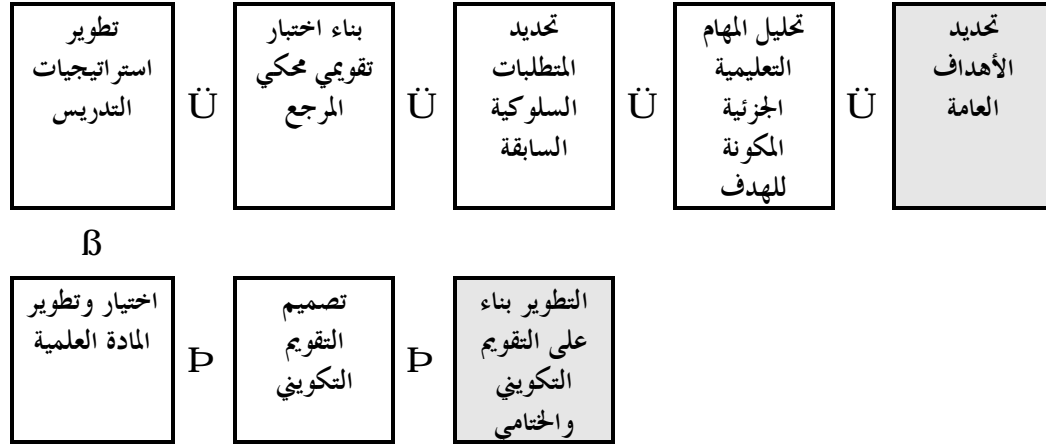 تحديد
الأهداف
العامة
Ü
تحليل المهام
التعليمية
الجزئية
المكونة
للهدف
Ü
تحديد
المتطلبات
السلوكية
السابقة
Ü
بناء اختبار
تقويمي محكي
المرجع
Ü
تطوير
استراتيجيات
التدريس
ß
اختيار وتطوير
المادة العلمية
Þ
تصميم
التقويم
التكويني
Þ
التطوير بناء
على التقويم
التكويني
والختامي